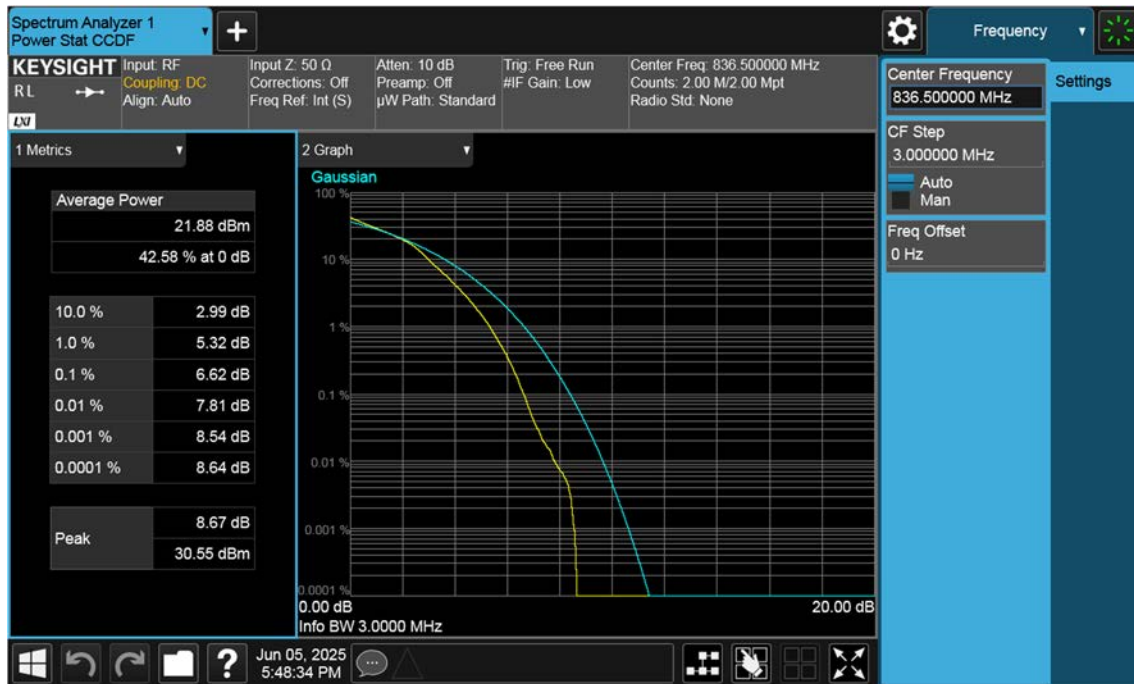 Spectrum Analyzer 1
Power Stat CCDF
Frequency
KEYSIGHT
RL
LXI
Input: RF
Coupling: DC
Align: Auto
Input Z: 50 Ω
Corrections: Off
Freq Ref: Int (S)
Atten: 10 dB
Preamp: Off
µW Path: Standard
Trig: Free Run
#IF Gain: Low
Center Freq: 836.500000 MHz
Counts: 2.00 M/2.00 Mpt
Radio Std: None
Center Frequency
836.500000 MHz
Settings
CF Step
3.000000 MHz
Auto
Man
Freq Offset
0 Hz
1 Metrics
Average Power
21.88 dBm
42.58 % at 0 dB
10.0 % 2.99 dB
1.0 % 5.32 dB
0.1 % 6.62 dB
0.01 % 7.81 dB
0.001 % 8.54 dB
0.0001 % 8.64 dB
Peak
8.67 dB
30.55 dBm
2 Graph
Gaussian
100 %
10 %
1 %
0.1 %
0.01 %
0.001 %
0.0001 %
0.00 dB 20.00 dB
Info BW 3.0000 MHz
?
Jun 05, 2025
5:48:34 PM